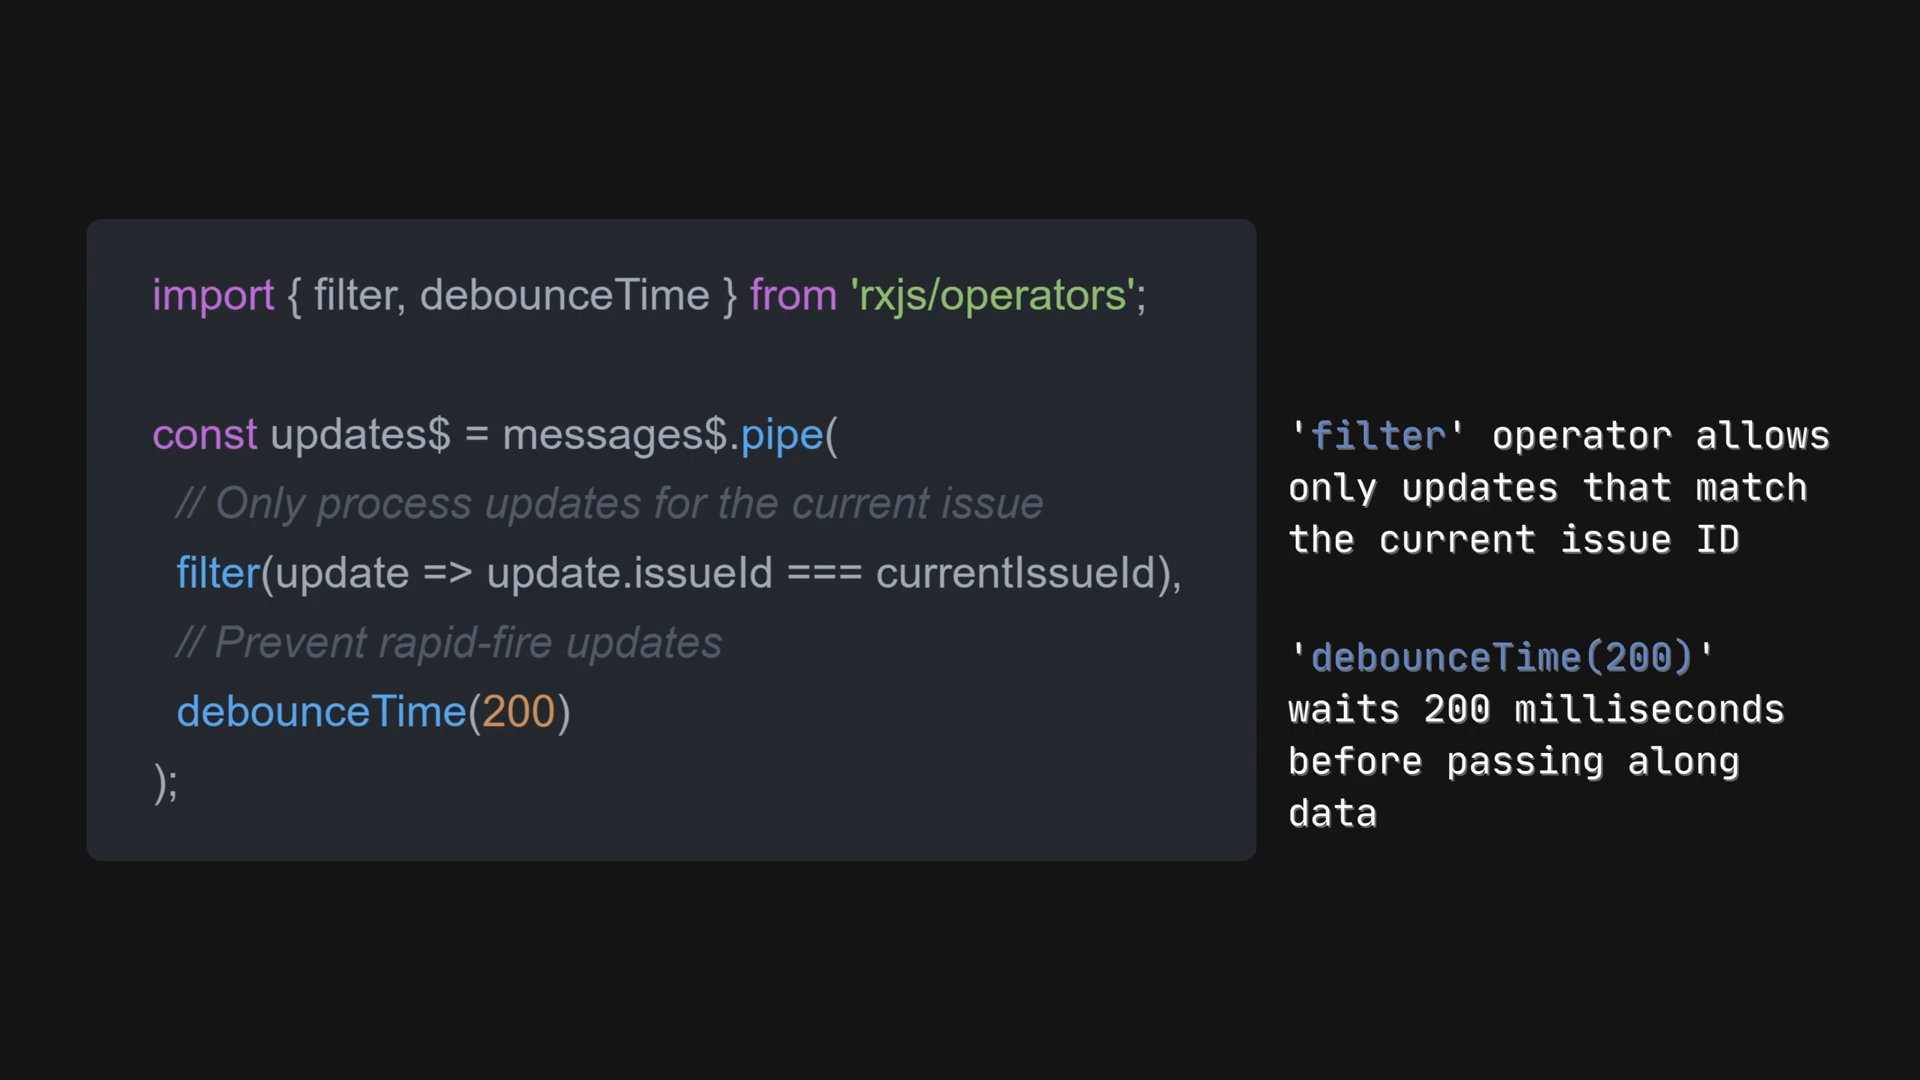 import { filter, debounceTime } from 'rxjs/operators';
const updates$ = messages$.pipe(
// Only process updates for the current issue
filter(update => update.issueId === currentIssueId),
// Prevent rapid-fire updates
debounceTime(200)
);
'filter' operator allows
only updates that match
the current issue ID
'debounceTime(200)'
waits 200 milliseconds
before passing along
data